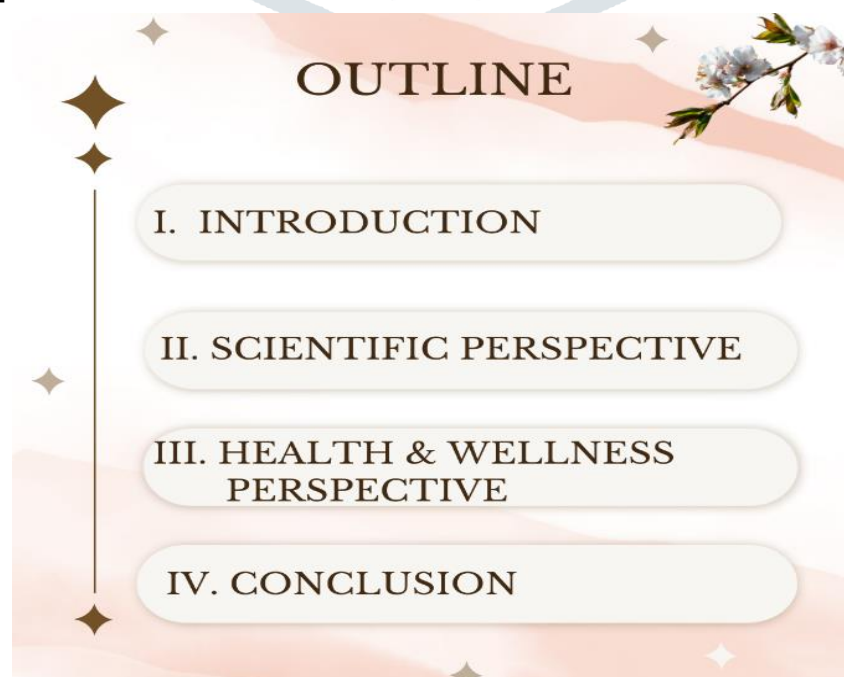 OUTLINE
I. INTRODUCTION
II. SCIENTIFIC PERSPECTIVE
III. HEALTH & WELLNESS
PERSPECTIVE
IV. CONCLUSION